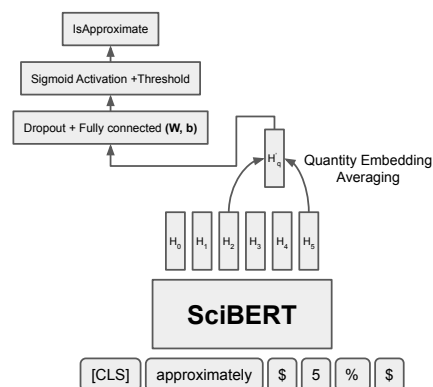 IsApproximate
Sigmoid Activation +Threshold
Dropout + Fully connected (W, b)
H'q
Quantity Embedding
Averaging
H0 H1 H2 H3 H4 H5
SciBERT
[CLS] approximately $ 5 % $